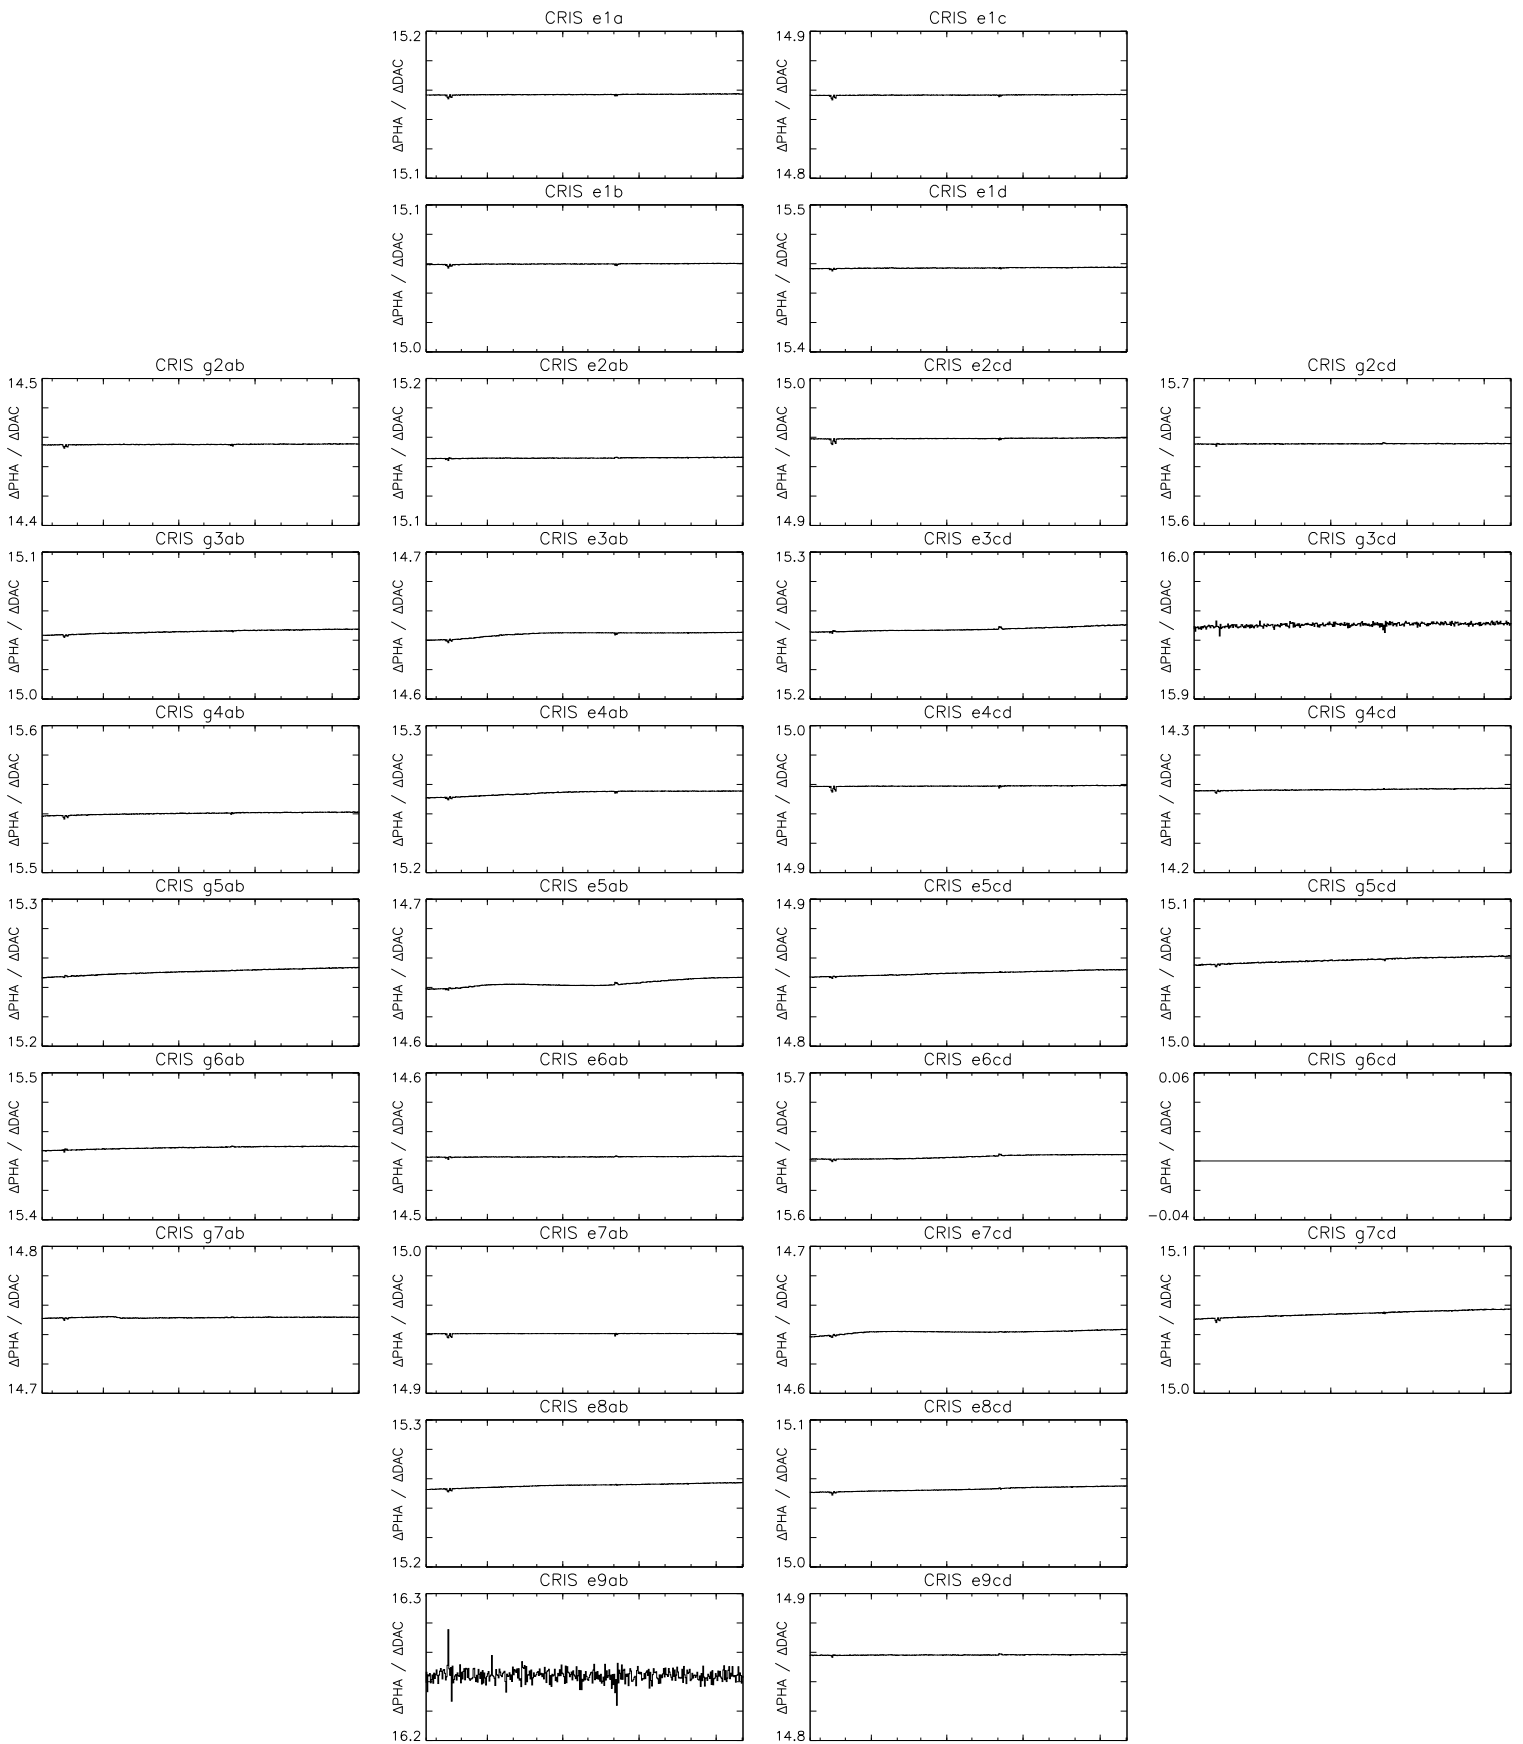 CRIS e1a
15.2
ΔPHA / ΔDAC
15.1
CRIS e1c
14.9
ΔPHA / ΔDAC
14.8
CRIS e1b
15.1
ΔPHA / ΔDAC
15.0
CRIS e1d
15.5
ΔPHA / ΔDAC
15.4
CRIS g2ab
14.5
ΔPHA / ΔDAC
14.4
CRIS e2ab
15.2
ΔPHA / ΔDAC
15.1
CRIS e2cd
15.0
ΔPHA / ΔDAC
14.9
CRIS g2cd
15.7
ΔPHA / ΔDAC
15.6
CRIS g3ab
15.1
ΔPHA / ΔDAC
15.0
CRIS e3ab
14.7
ΔPHA / ΔDAC
14.6
CRIS e3cd
15.3
ΔPHA / ΔDAC
15.2
CRIS g3cd
16.0
ΔPHA / ΔDAC
15.9
CRIS g4ab
15.6
ΔPHA / ΔDAC
15.5
CRIS e4ab
15.3
ΔPHA / ΔDAC
15.2
CRIS e4cd
15.0
ΔPHA / ΔDAC
14.9
CRIS g4cd
14.3
ΔPHA / ΔDAC
14.2
CRIS g5ab
15.3
ΔPHA / ΔDAC
15.2
CRIS e5ab
14.7
ΔPHA / ΔDAC
14.6
CRIS e5cd
14.9
ΔPHA / ΔDAC
14.8
CRIS g5cd
15.1
ΔPHA / ΔDAC
15.0
CRIS g6ab
15.5
ΔPHA / ΔDAC
15.4
CRIS e6ab
14.6
ΔPHA / ΔDAC
14.5
CRIS e6cd
15.7
ΔPHA / ΔDAC
15.6
CRIS g6cd
0.06
ΔPHA / ΔDAC
−0.04
CRIS g7ab
14.8
ΔPHA / ΔDAC
14.7
CRIS e7ab
15.0
ΔPHA / ΔDAC
14.9
CRIS e7cd
14.7
ΔPHA / ΔDAC
14.6
CRIS g7cd
15.1
ΔPHA / ΔDAC
15.0
CRIS e8ab
15.3
ΔPHA / ΔDAC
15.2
CRIS e8cd
15.1
ΔPHA / ΔDAC
15.0
CRIS e9ab
16.3
ΔPHA / ΔDAC
16.2
CRIS e9cd
14.9
ΔPHA / ΔDAC
14.8